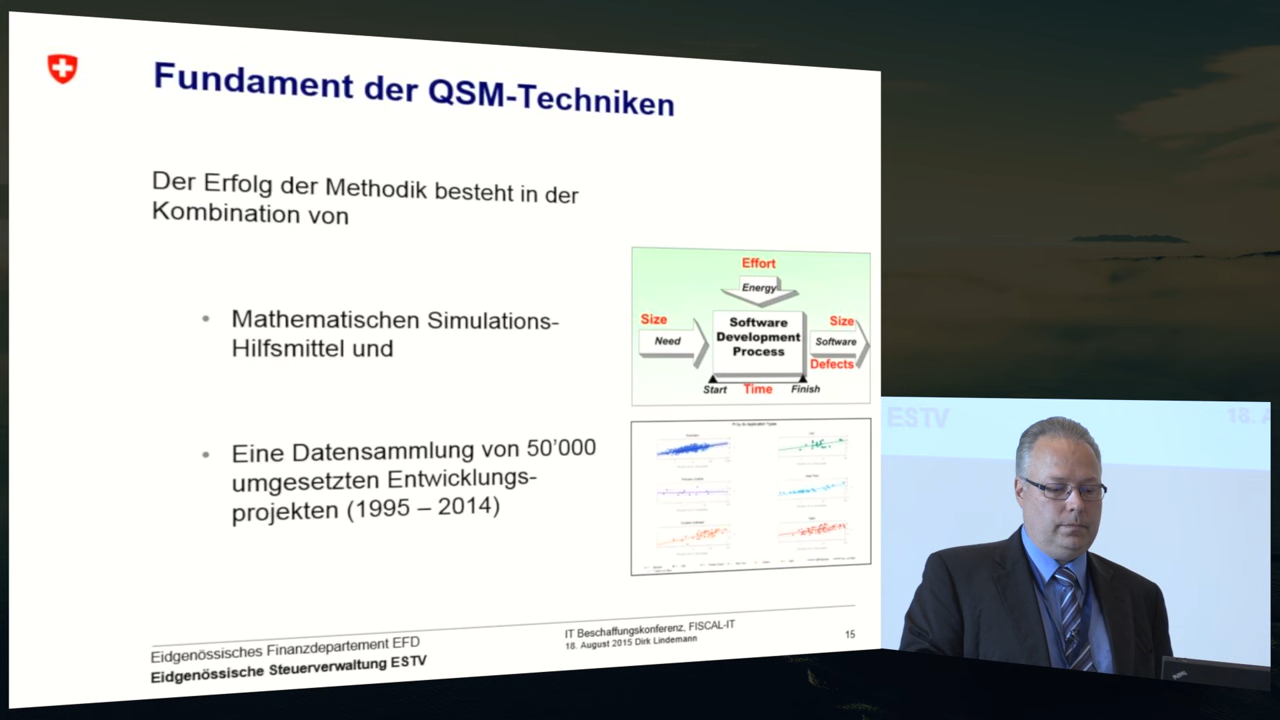 Fundament der QSM-Techniken
Der Erfolg der Methodik besteht in der
Kombination von
• Mathematischen Simulations-
Hilfsmittel und
• Eine Datensammlung von 50'000
umgesetzten Entwicklungs-
projekten (1995 – 2014)
Effort
Energy
Size
Need
Software
Development
Process
Size
Software
Defects
Start
Time
Finish
Eidgenössisches Finanzdepartement EFD
Eidgenössische Steuerverwaltung ESTV
IT Beschaffungskonferenz, FISCAL-IT
18. August 2015 Dirk Lindemann
15
ESTV
18. A